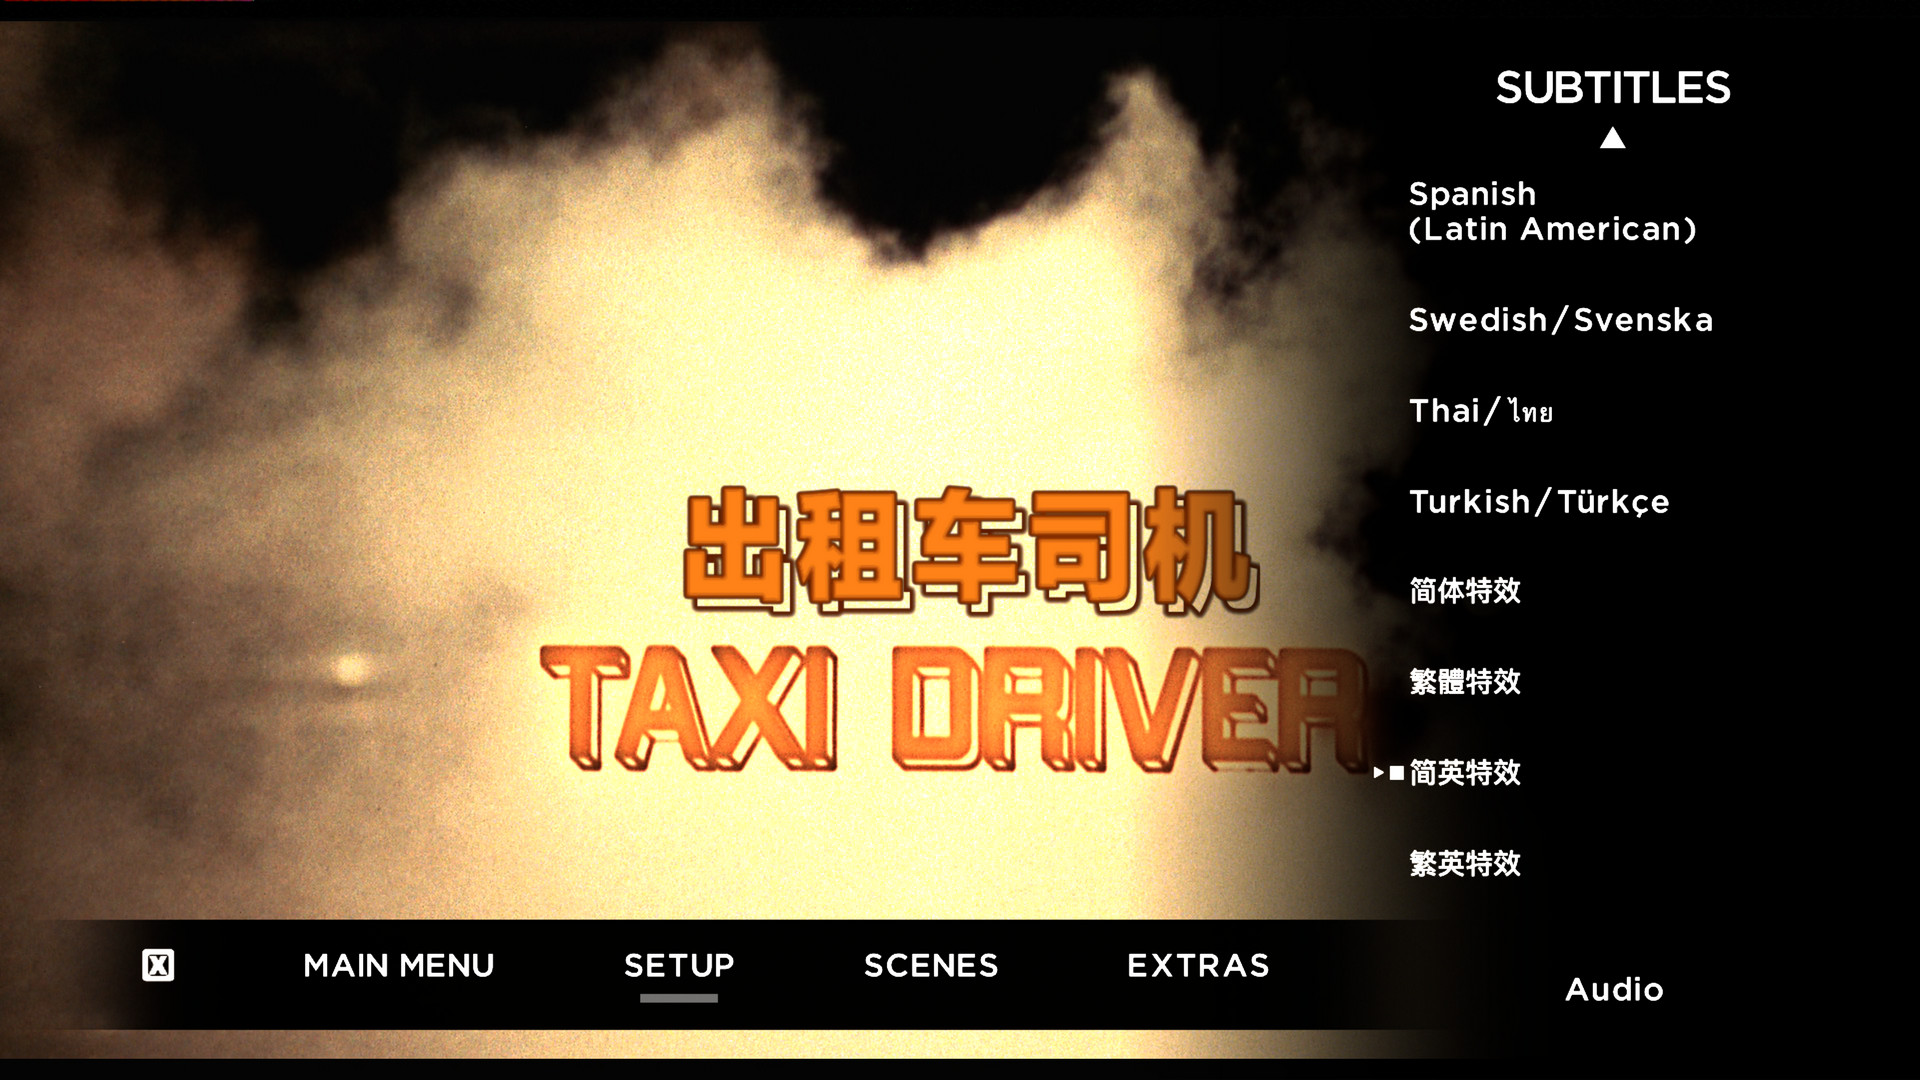 SUBTITLES
Spanish
(Latin American)
Swedish/Svenska
Thai/ไทย
Turkish/Türkçe
简体特效
繁體特效
简英特效
繁英特效
出租车司机
TAXI DRIVER
X
MAIN MENU
SETUP
SCENES
EXTRAS
Audio